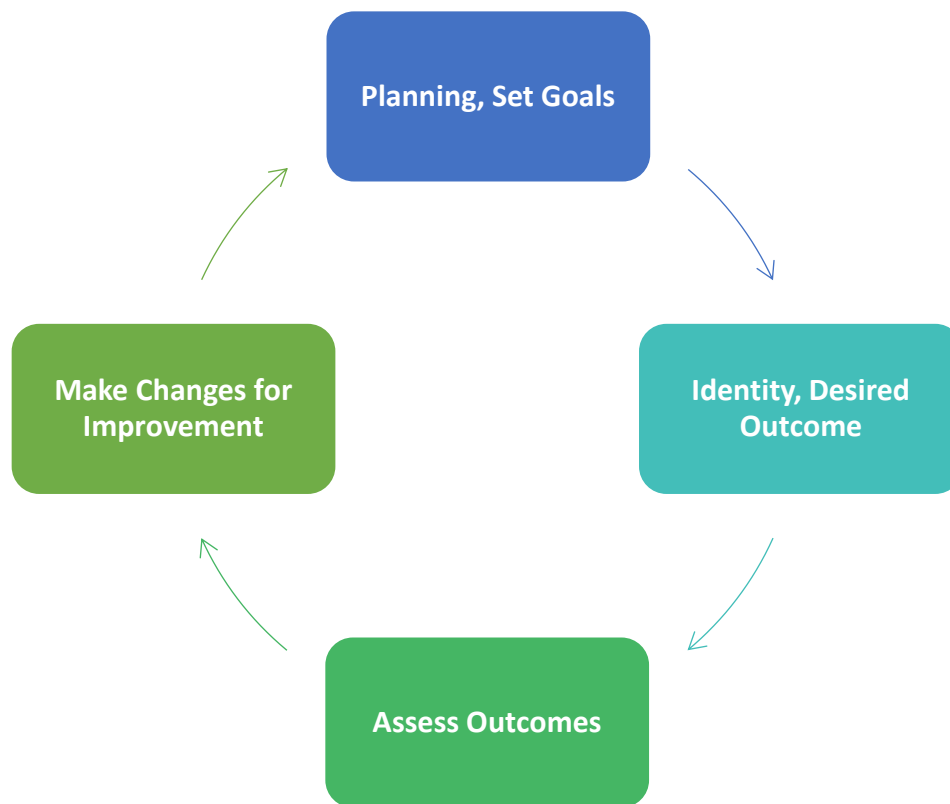 Planning, Set Goals
Identity, Desired
Outcome
Assess Outcomes
Make Changes for
Improvement